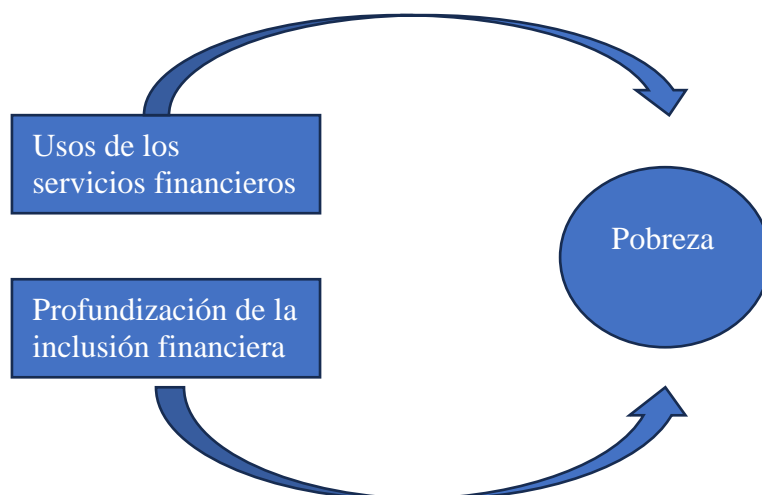 Usos de los
servicios financieros
Pobreza
Profundización de la
inclusión financiera